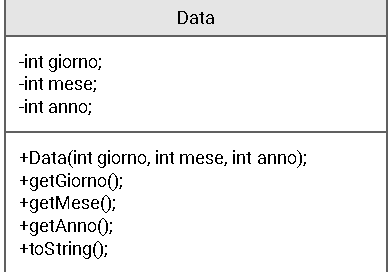 Data
-int giorno;
-int mese;
-int anno;
+Data(int giorno, int mese, int anno);
+getGiorno();
+getMese();
+getAnno();
+toString();